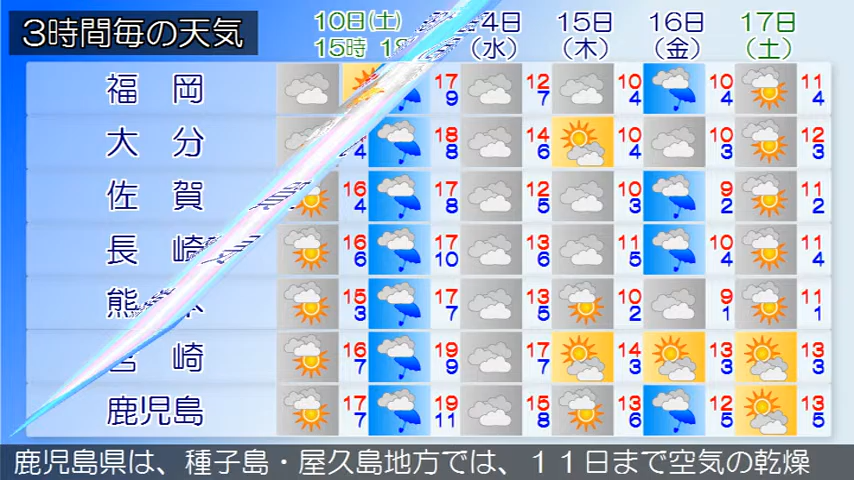 3時間毎の天気
10日(土) 4日 15日 16日 17日
15時 18 (水) (木) (金) (土)
福岡 17 9 12 7 10 4 10 4 11 4
大分 4 18 8 14 6 10 4 10 3 12 3
佐賀 16 4 17 8 12 5 10 3 9 2 11 2
長崎 16 6 17 10 13 6 11 5 10 4 11 4
熊本 15 3 17 7 13 5 10 2 9 1 11 1
宮崎 16 7 19 9 17 7 14 3 13 3 13 3
鹿児島 17 7 19 11 15 8 13 6 12 5 13 5
鹿児島県は、種子島・屋久島地方では、11日まで空気の乾燥